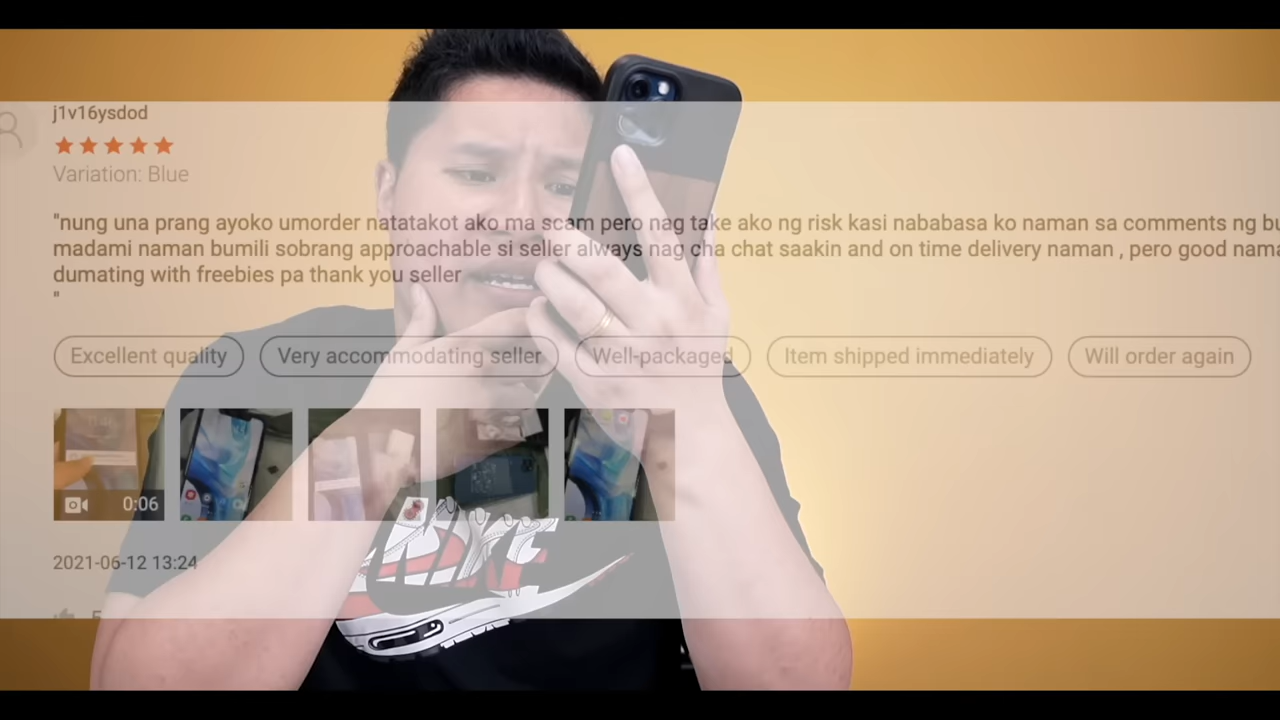 j1v16ysdod
Variation: Blue
"nung una prang ayoko umorder natatakot ako ma scam pero nag take ako ng risk kasi nababasa ko naman sa comments ng
madami naman bumili sobrang approachable si seller always nag cha chat saakin and on time delivery naman , pero good
dumating with freebies pa thank you seller
"
Excellent quality
Very accommodating seller
Well-packaged
Item shipped immediately
Will order again
0:06
2021-06-12 13:24